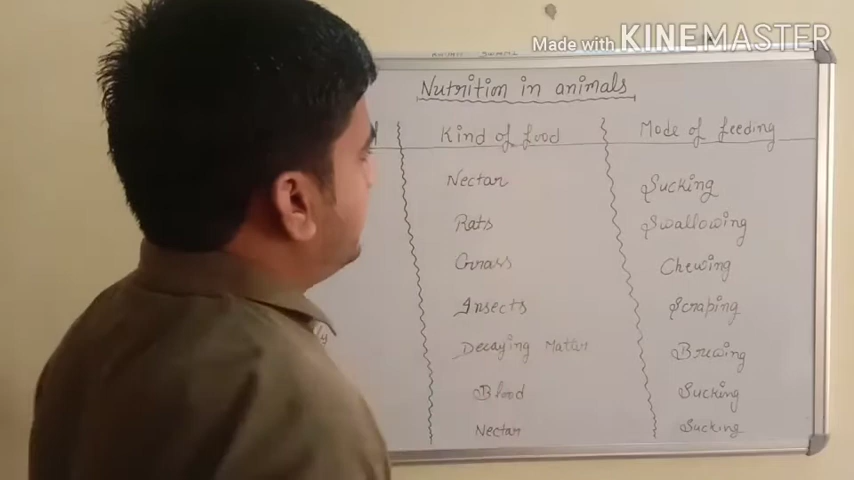 Made with KINEMASTER
Nutrition in animals
Kind of food Mode of feeding
Nectar Sucking
Rats Swallowing
Grass Chewing
Insects Scraping
Decaying Matter Brewing
Blood Sucking
Nectar Sucking